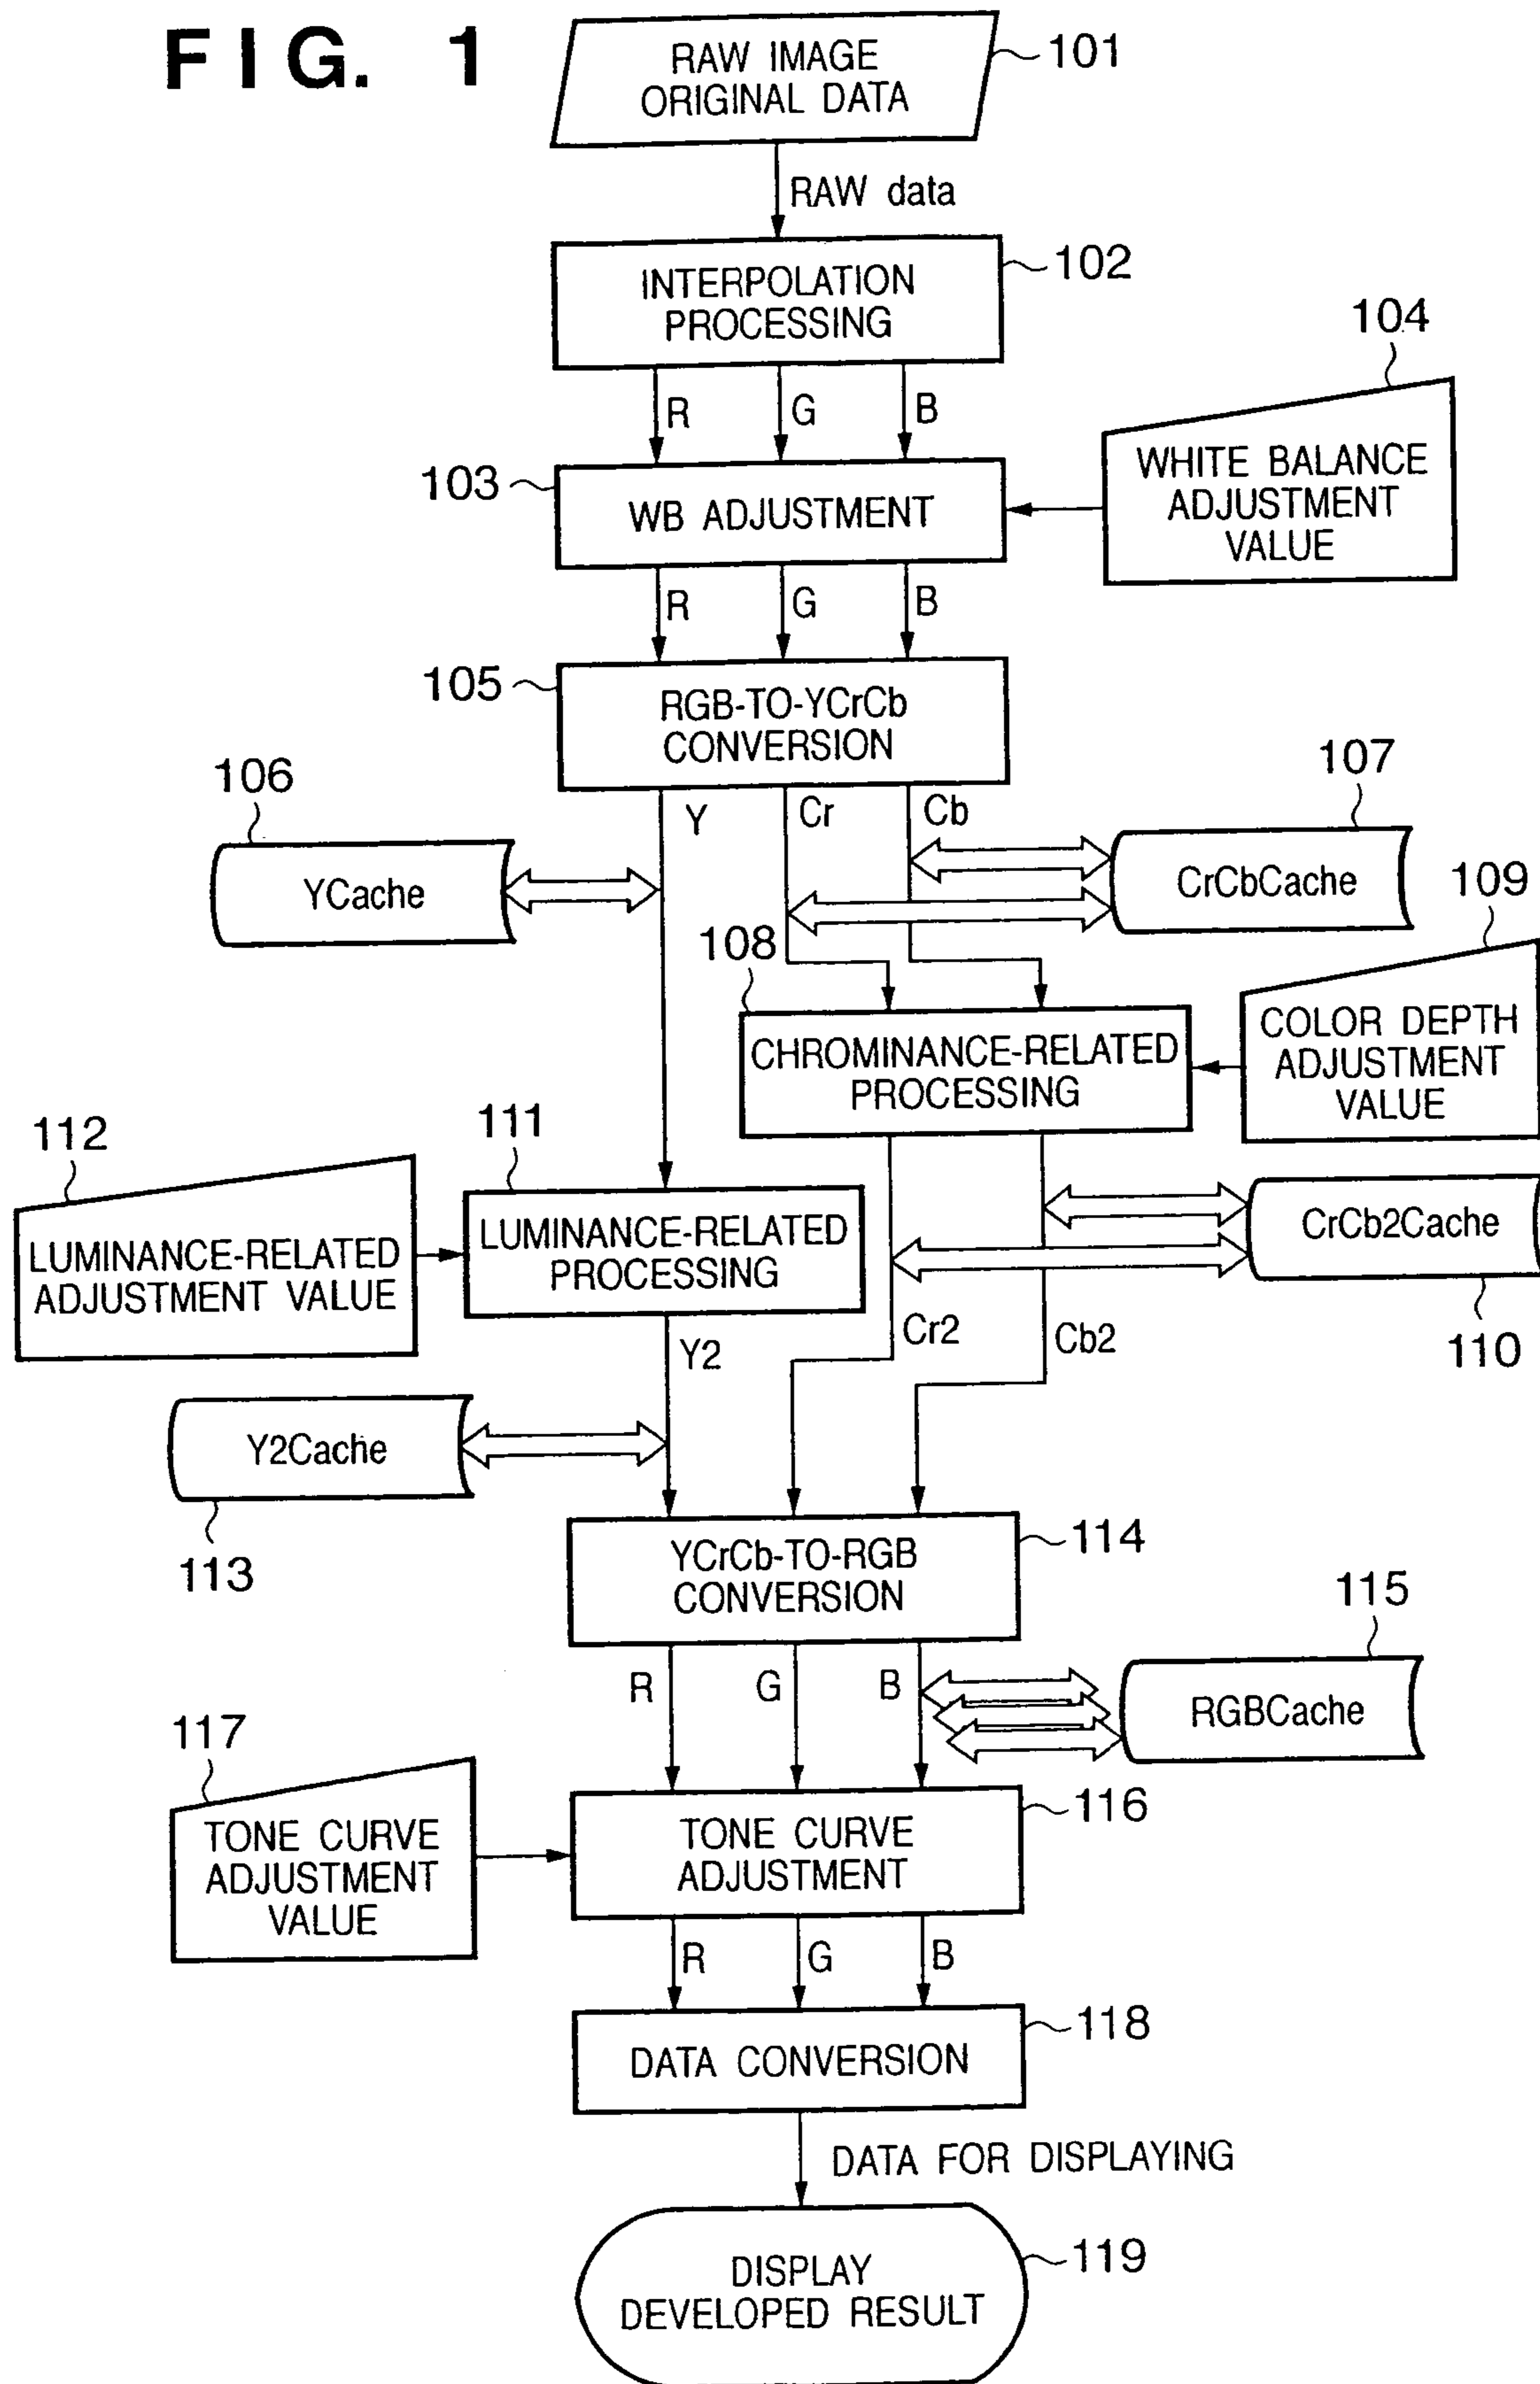 FIG. 1
RAW IMAGE
ORIGINAL DATA
101
RAW data
INTERPOLATION
PROCESSING
102
104
R
G
B
WHITE BALANCE
ADJUSTMENT
VALUE
103
WB ADJUSTMENT
R
G
B
105
RGB-TO-YCrCb
CONVERSION
106
107
Y
Cr
Cb
YCache
CrCbCache
109
108
CHROMINANCE-RELATED
PROCESSING
COLOR DEPTH
ADJUSTMENT
VALUE
112
111
LUMINANCE-RELATED
ADJUSTMENT VALUE
LUMINANCE-RELATED
PROCESSING
CrCb2Cache
110
Y2
Cr2
Cb2
Y2Cache
113
YCrCb-TO-RGB
CONVERSION
114
115
R
G
B
RGBCache
117
TONE CURVE
ADJUSTMENT
VALUE
TONE CURVE
ADJUSTMENT
116
R
G
B
DATA CONVERSION
118
DATA FOR DISPLAYING
DISPLAY
DEVELOPED RESULT
119